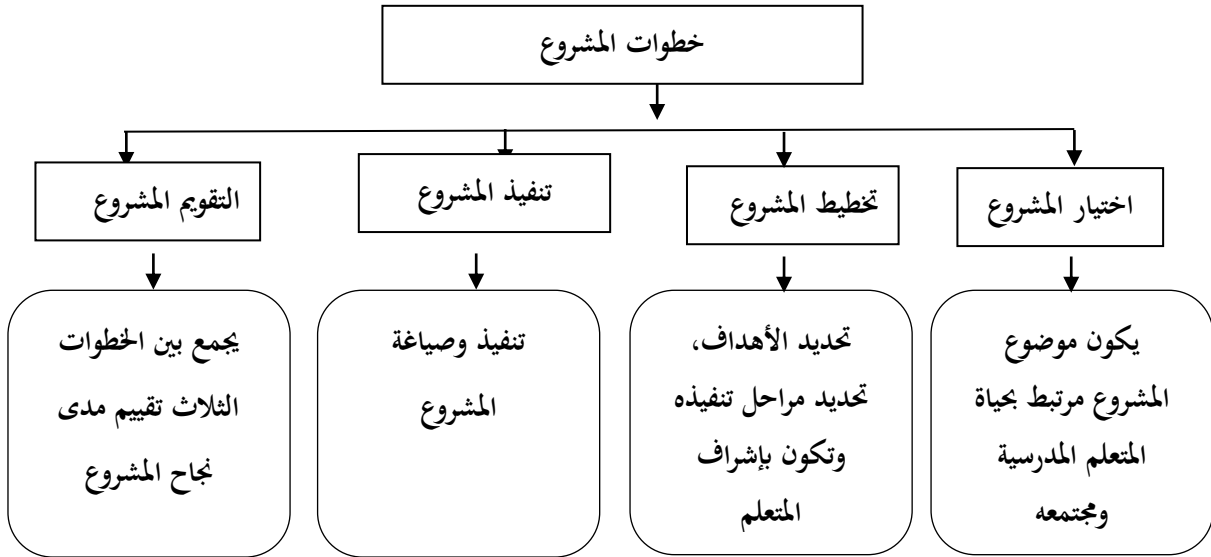 خطوات المشروع
اختيار المشروع
تخطيط المشروع
تنفيذ المشروع
التقويم المشروع
يكون موضوع
المشروع مرتبط بحياة
المتعلم المدرسية
ومجتمعه
تحديد الأهداف،
تحديد مراحل تنفيذه
وتكون بإشراف
المتعلم
تنفيذ وصياغة
المشروع
يجمع بين الخطوات
الثلاث تقييم مدى
نجاح المشروع